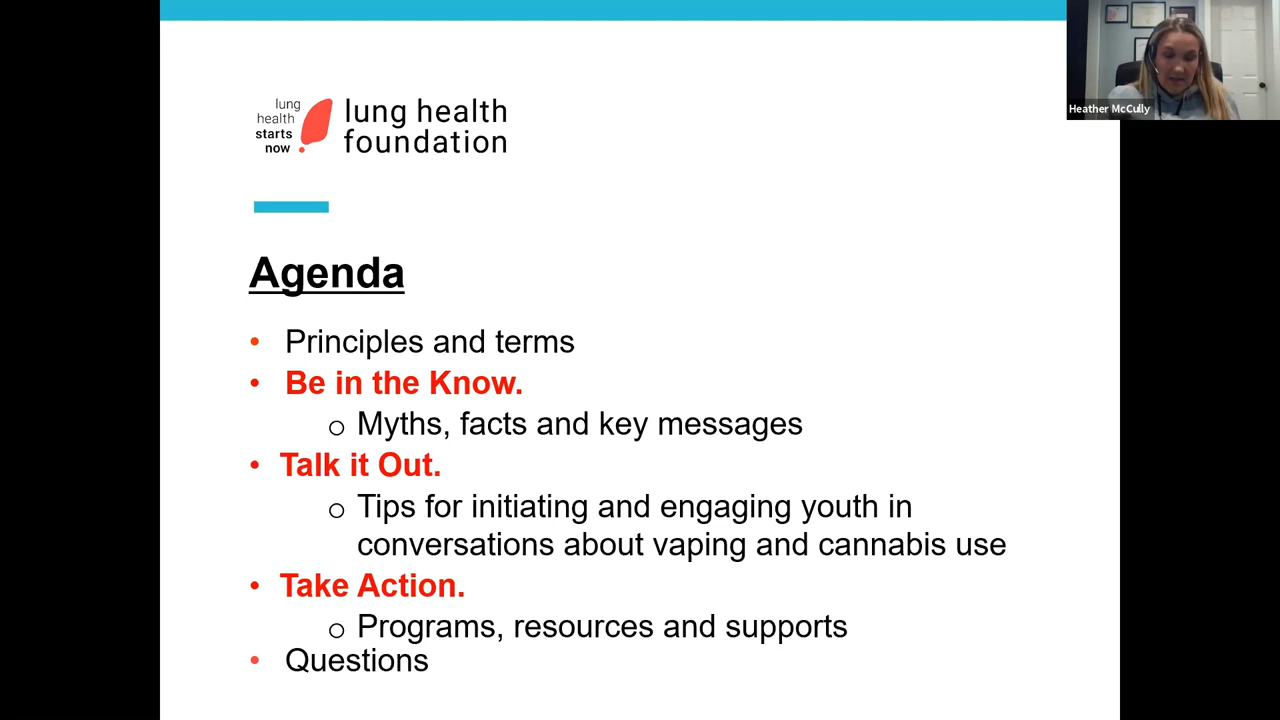 lung
health
starts
now
lung health
foundation
Heather McCully
Agenda
• Principles and terms
• Be in the Know.
o Myths, facts and key messages
• Talk it Out.
o Tips for initiating and engaging youth in
conversations about vaping and cannabis use
• Take Action.
o Programs, resources and supports
• Questions